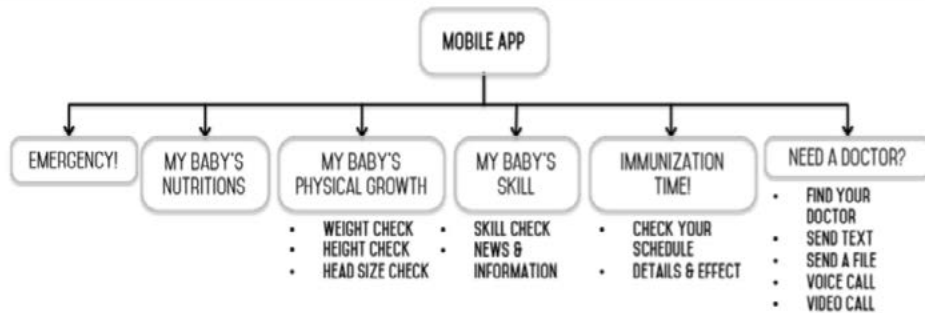 MOBILE APP
EMERGENCY!
MY BABY'S
NUTRITIONS
MY BABY'S
PHYSICAL GROWTH
• WEIGHT CHECK
• HEIGHT CHECK
• HEAD SIZE CHECK
MY BABY'S
SKILL
• SKILL CHECK
• NEWS &
INFORMATION
IMMUNIZATION
TIME!
• CHECK YOUR
SCHEDULE
• DETAILS & EFFECT
NEED A DOCTOR?
• FIND YOUR
DOCTOR
• SEND TEXT
• SEND A FILE
• VOICE CALL
• VIDEO CALL